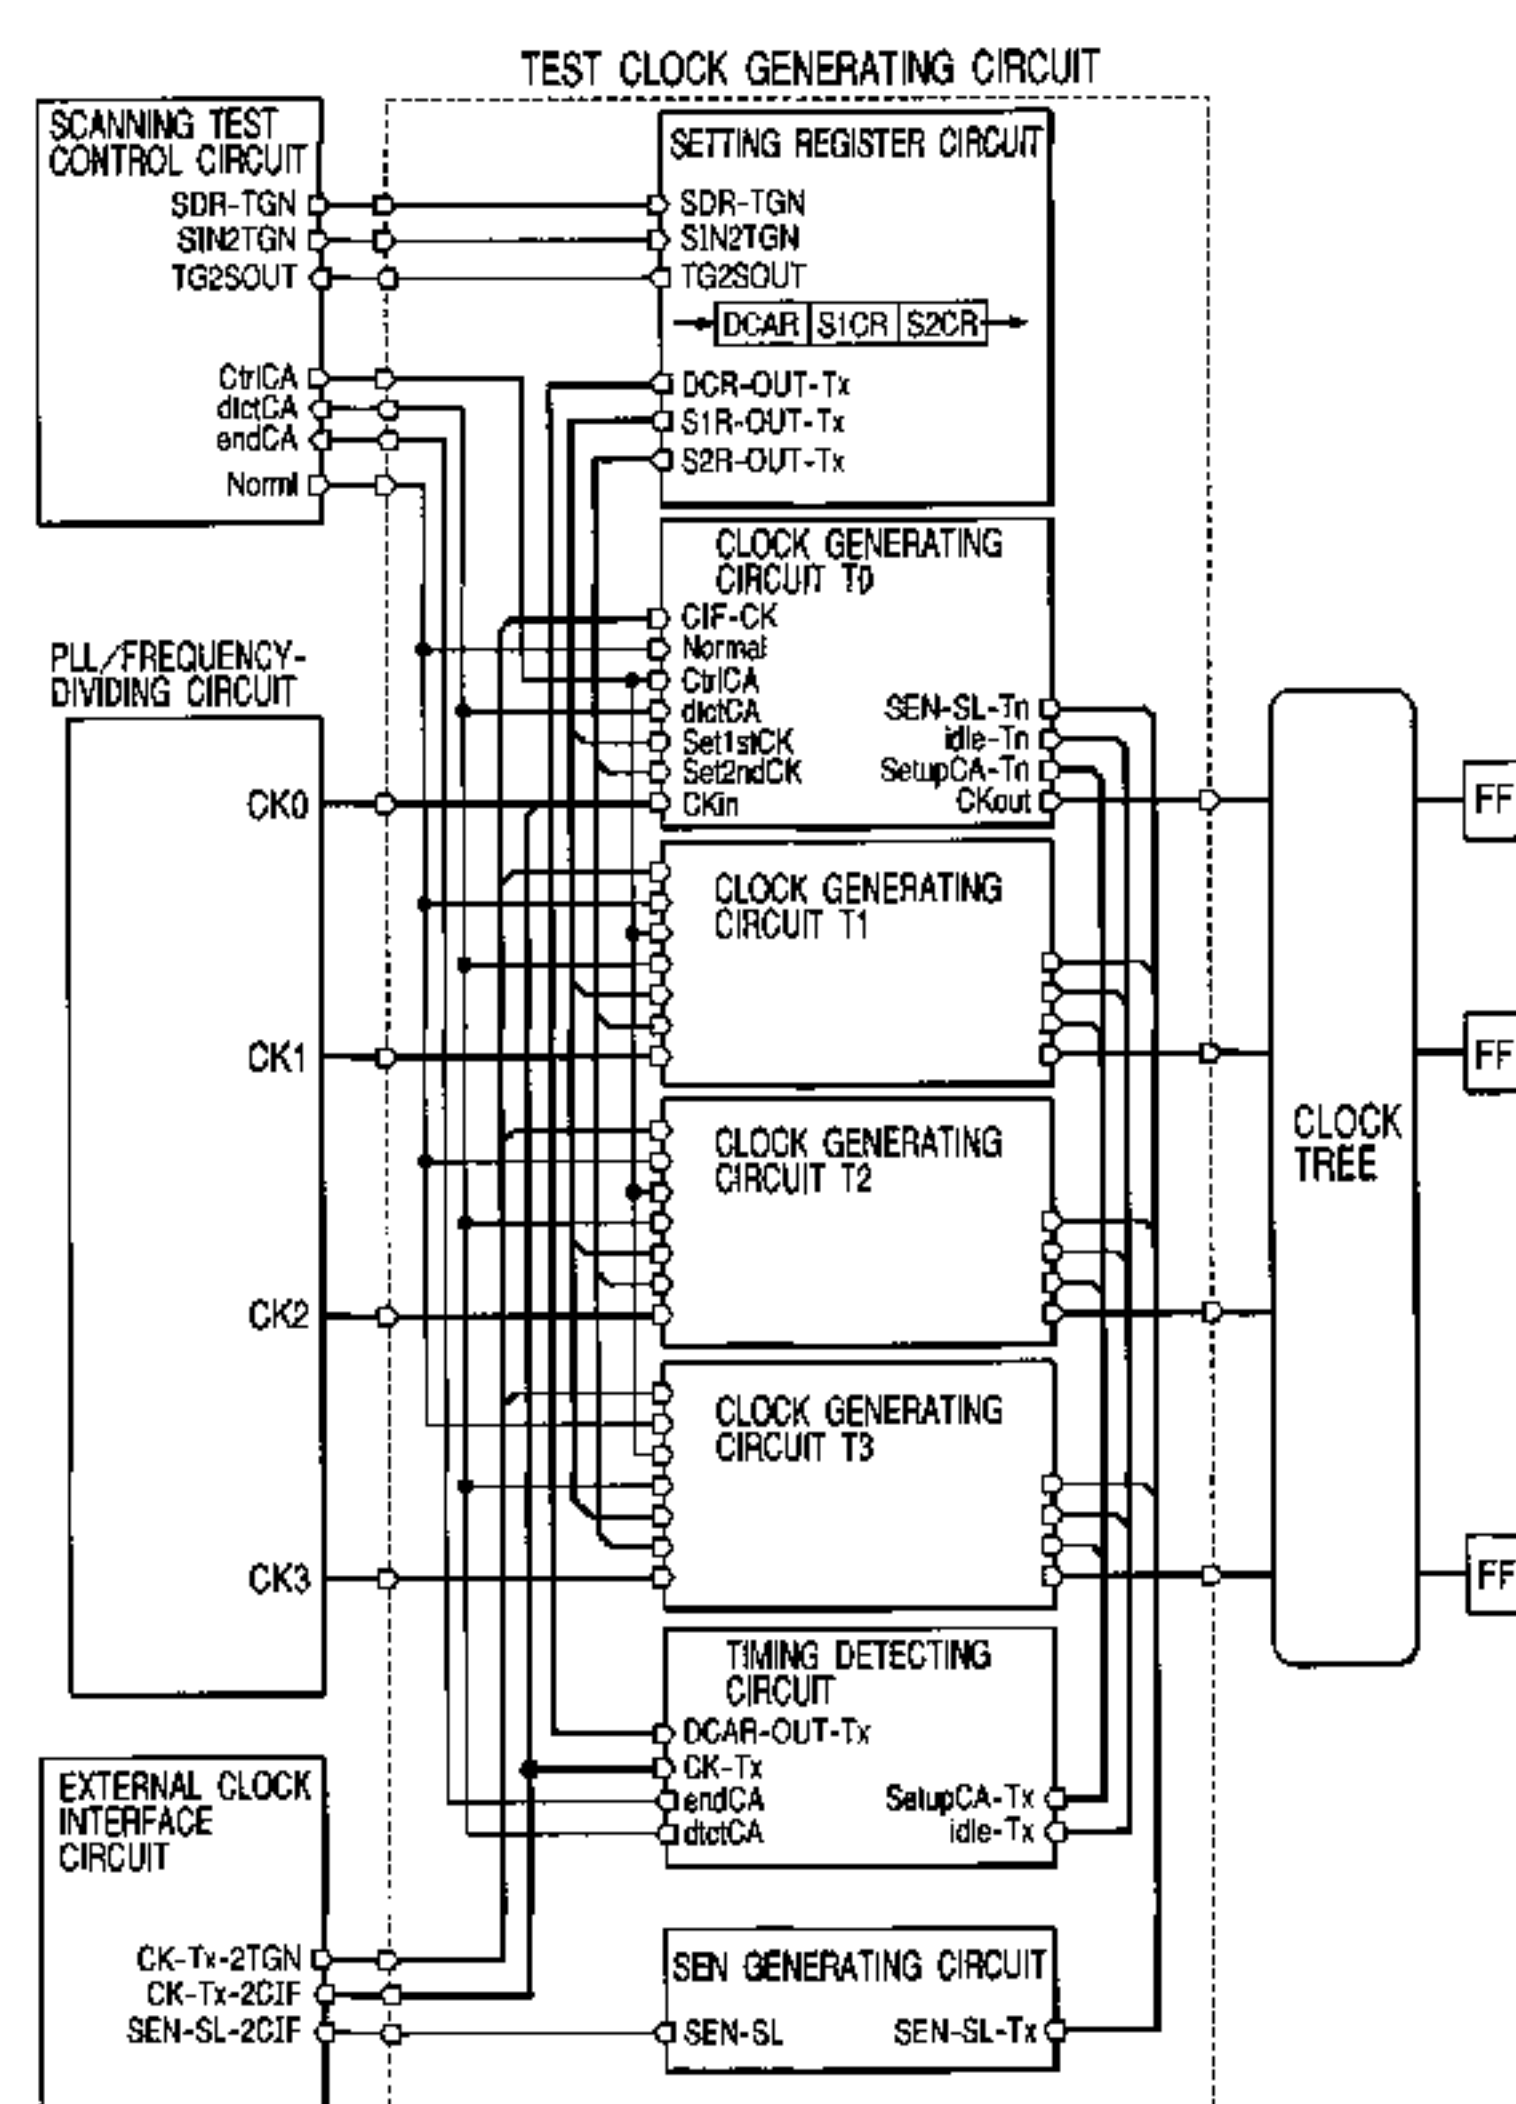 TEST CLOCK GENERATING CIRCUIT
SCANNING TEST
CONTROL CIRCUIT
SDR-TGN
SIN2TGN
TG2SOUT
CtrlCA
dictCA
endCA
Norml
SETTING REGISTER CIRCUIT
SDR-TGN
SIN2TGN
TG2SOUT
DCAR S1CR S2CR
DCR-OUT-Tx
S1R-OUT-Tx
S2R-OUT-Tx
CLOCK GENERATING
CIRCUIT T0
CIF-CK
Normal
CtrlCA
dictCA
Set1stCK
Set2ndCK
CKin
SEN-SL-Tn
idle-Tn
SetupCA-Tn
CKout
PLL/FREQUENCY-
DIVIDING CIRCUIT
CK0
CK1
CK2
CK3
CLOCK GENERATING
CIRCUIT T1
CLOCK GENERATING
CIRCUIT T2
CLOCK GENERATING
CIRCUIT T3
CLOCK
TREE
FF
FF
FF
TIMING DETECTING
CIRCUIT
DCAR-OUT-Tx
CK-Tx
endCA
dtctCA
SetupCA-Tx
idle-Tx
EXTERNAL CLOCK
INTERFACE
CIRCUIT
CK-Tx-2TGN
CK-Tx-2CIF
SEN-SL-2CIF
SEN GENERATING CIRCUIT
SEN-SL
SEN-SL-Tx